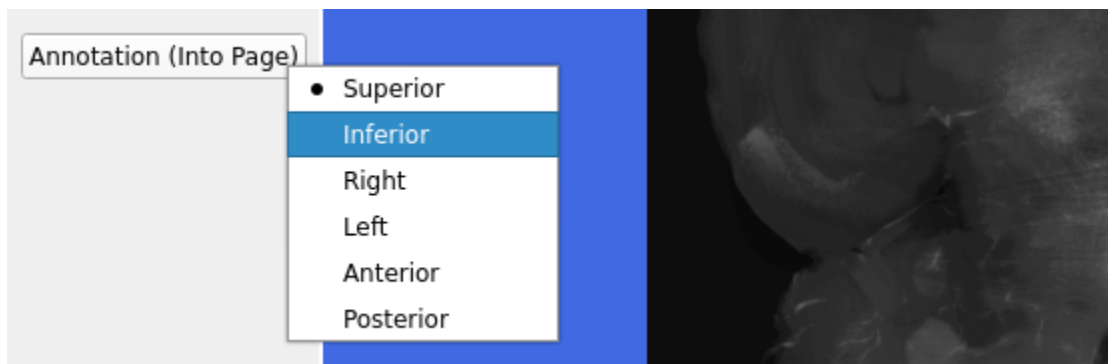 Annotation (Into Page)
Superior
Inferior
Right
Left
Anterior
Posterior